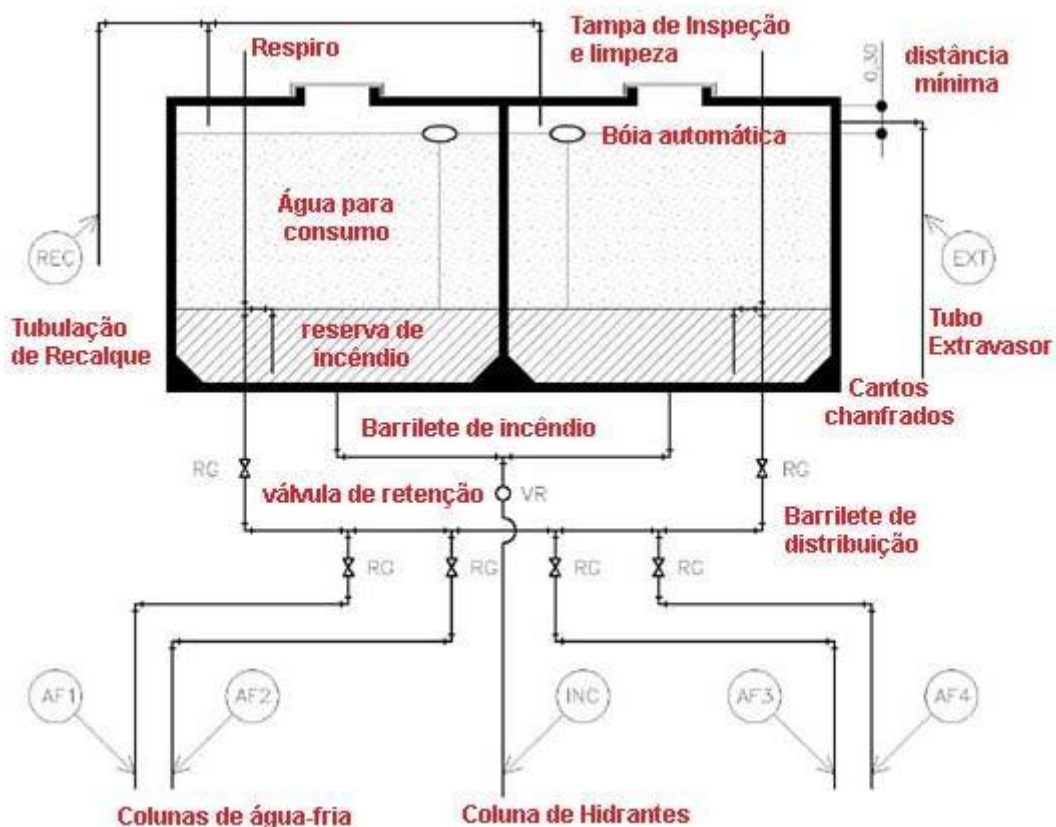 Respiro
Tampa de Inspeção
e limpeza
0,30
distância
mínima
Bóia automática
Água para
consumo
REC
EXT
Tubulação
de Recalque
reserva de
incêndio
Tubo
Extravasor
Cantos
chanfrados
Barrilete de incêndio
RG
RG
válvula de retenção
VR
Barrilete de
distribuição
RG
RG
RG
RG
AF1
AF2
INC
AF3
AF4
Colunas de água-fria
Coluna de Hidrantes